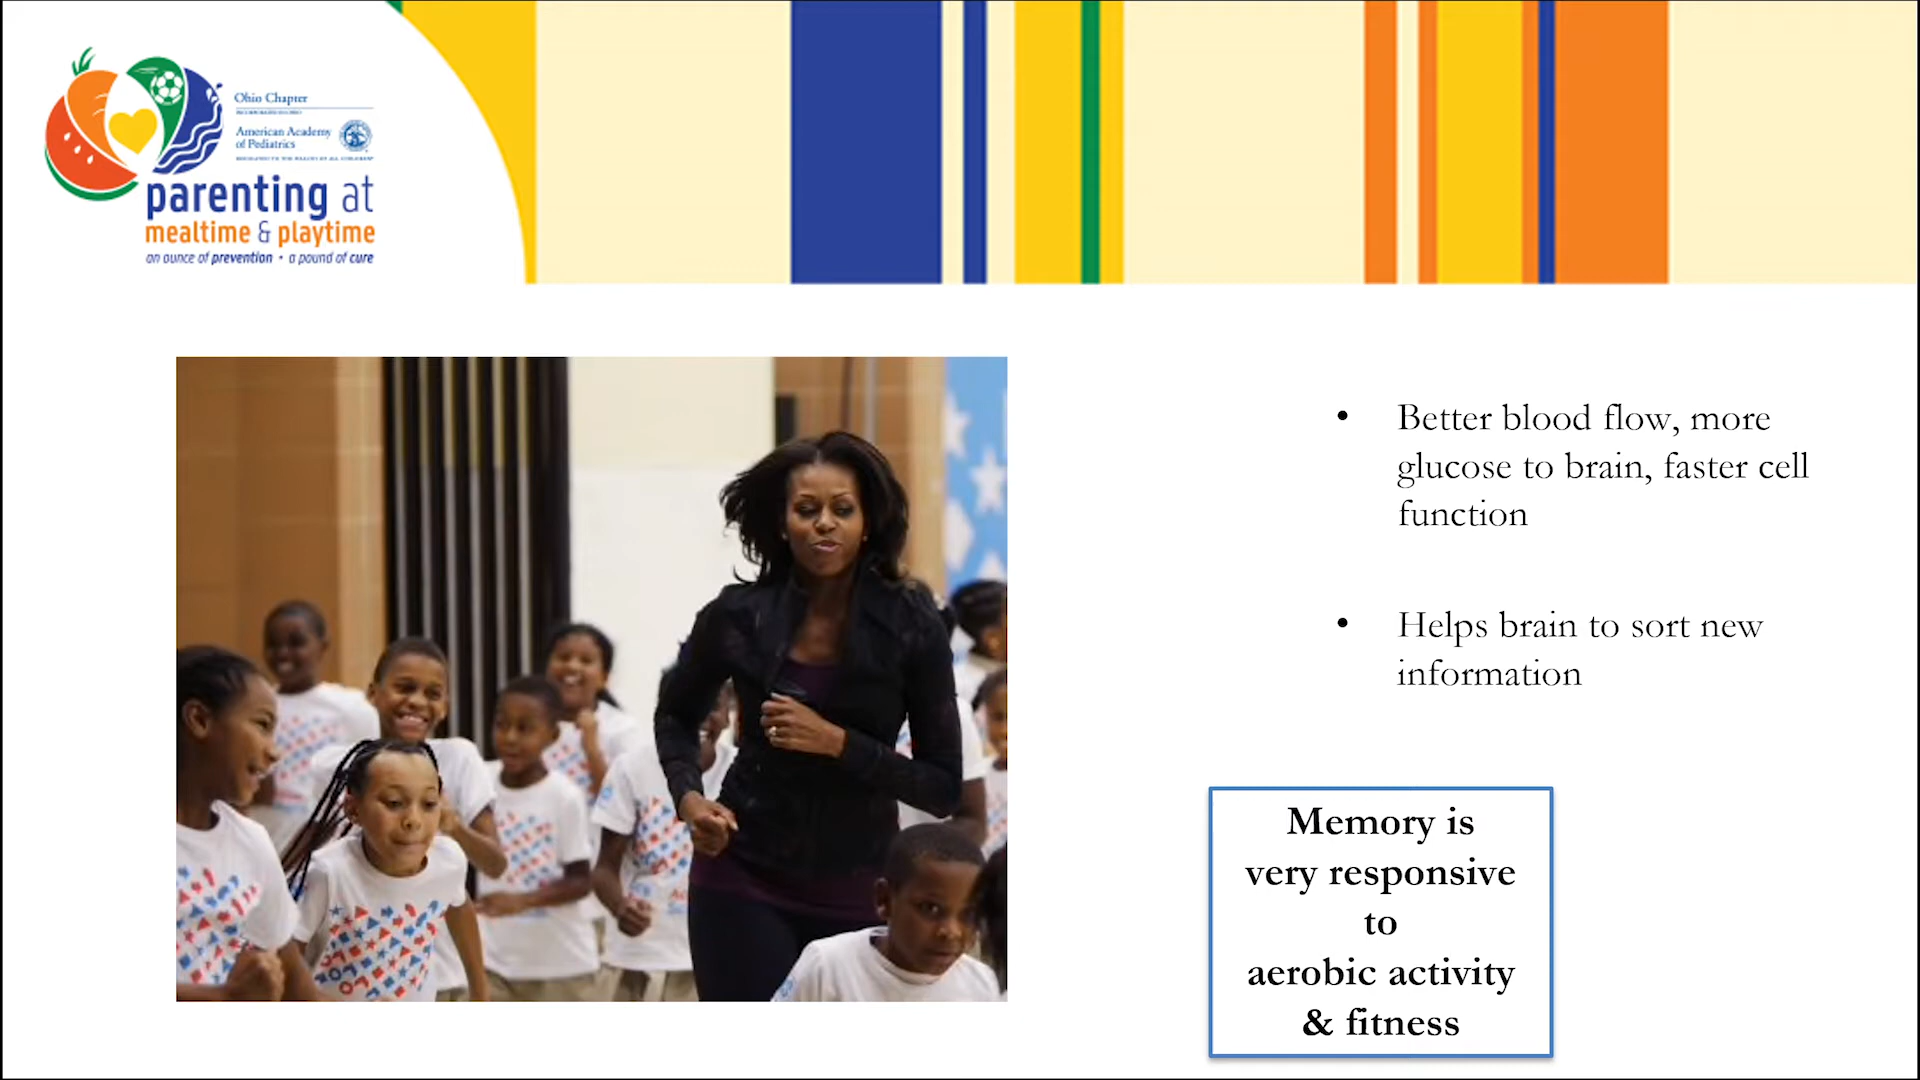 Ohio Chapter
American Academy
of Pediatrics
parenting at
mealtime & playtime
an ounce of prevention • a pound of cure
• Better blood flow, more
glucose to brain, faster cell
function
• Helps brain to sort new
information
Memory is
very responsive
to
aerobic activity
& fitness